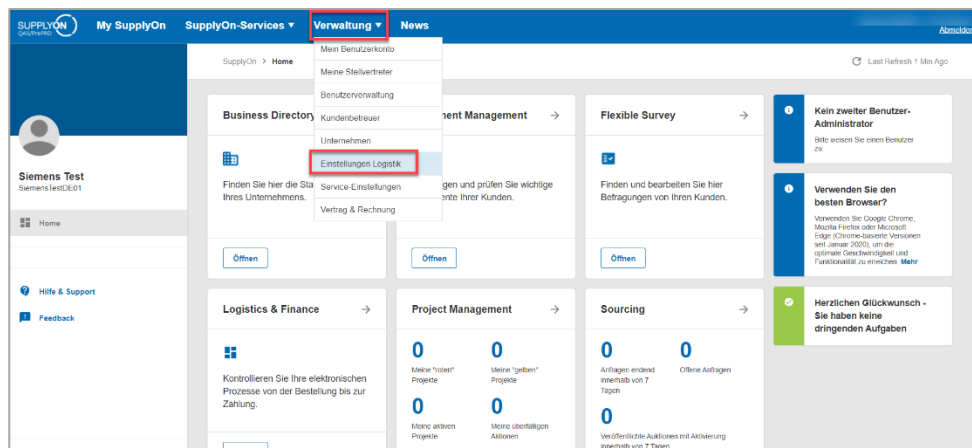 SUPPLYON
QAS/PrePRO
My SupplyOn
SupplyOn-Services ▾
Verwaltung ▾
News
Abmelden
Mein Benutzerkonto
Meine Stellvertreter
Benutzerverwaltung
Kundenbetreuer
Unternehmen
Einstellungen Logistik
Service-Einstellungen
Vertrag & Rechnung
SupplyOn > Home
Last Refresh 1 Min Ago
Siemens Test
SiemensTestDE01
Home
Hilfe & Support
Feedback
Business Directory
Finden Sie hier die
Ihres Unternehmens.
Öffnen
Management
gen und prüfen Sie wichtige
Ihrer Kunden.
Öffnen
Flexible Survey
Finden und bearbeiten Sie hier
Befragungen von Ihren Kunden.
Öffnen
Kein zweiter Benutzer-
Administrator
Bitte weisen Sie einen Benutzer
zu.
Verwenden Sie den
besten Browser?
Verwenden Sie Google Chrome,
Mozilla Firefox oder Microsoft
Edge (Chrome-basierte Versionen
seit Januar 2020), um die
optimale Geschwindigkeit und
Funktionalität zu erreichen Mehr
Herzlichen Glückwunsch -
Sie haben keine
dringenden Aufgaben
Logistics & Finance
Kontrollieren Sie Ihre elektronischen
Prozesse von der Bestellung bis zur
Zahlung.
Project Management
0
Meine "roten"
Projekte
0
Meine "gelben"
Projekte
0
Meine aktiven
Projekte
0
Meine überfälligen
Aktionen
Sourcing
0
Anfragen endend
innerhalb von 7
Tagen
0
Offene Anfragen
0
Veröffentlichte Auktionen mit Aktivierung
innerhalb von 7 Tagen